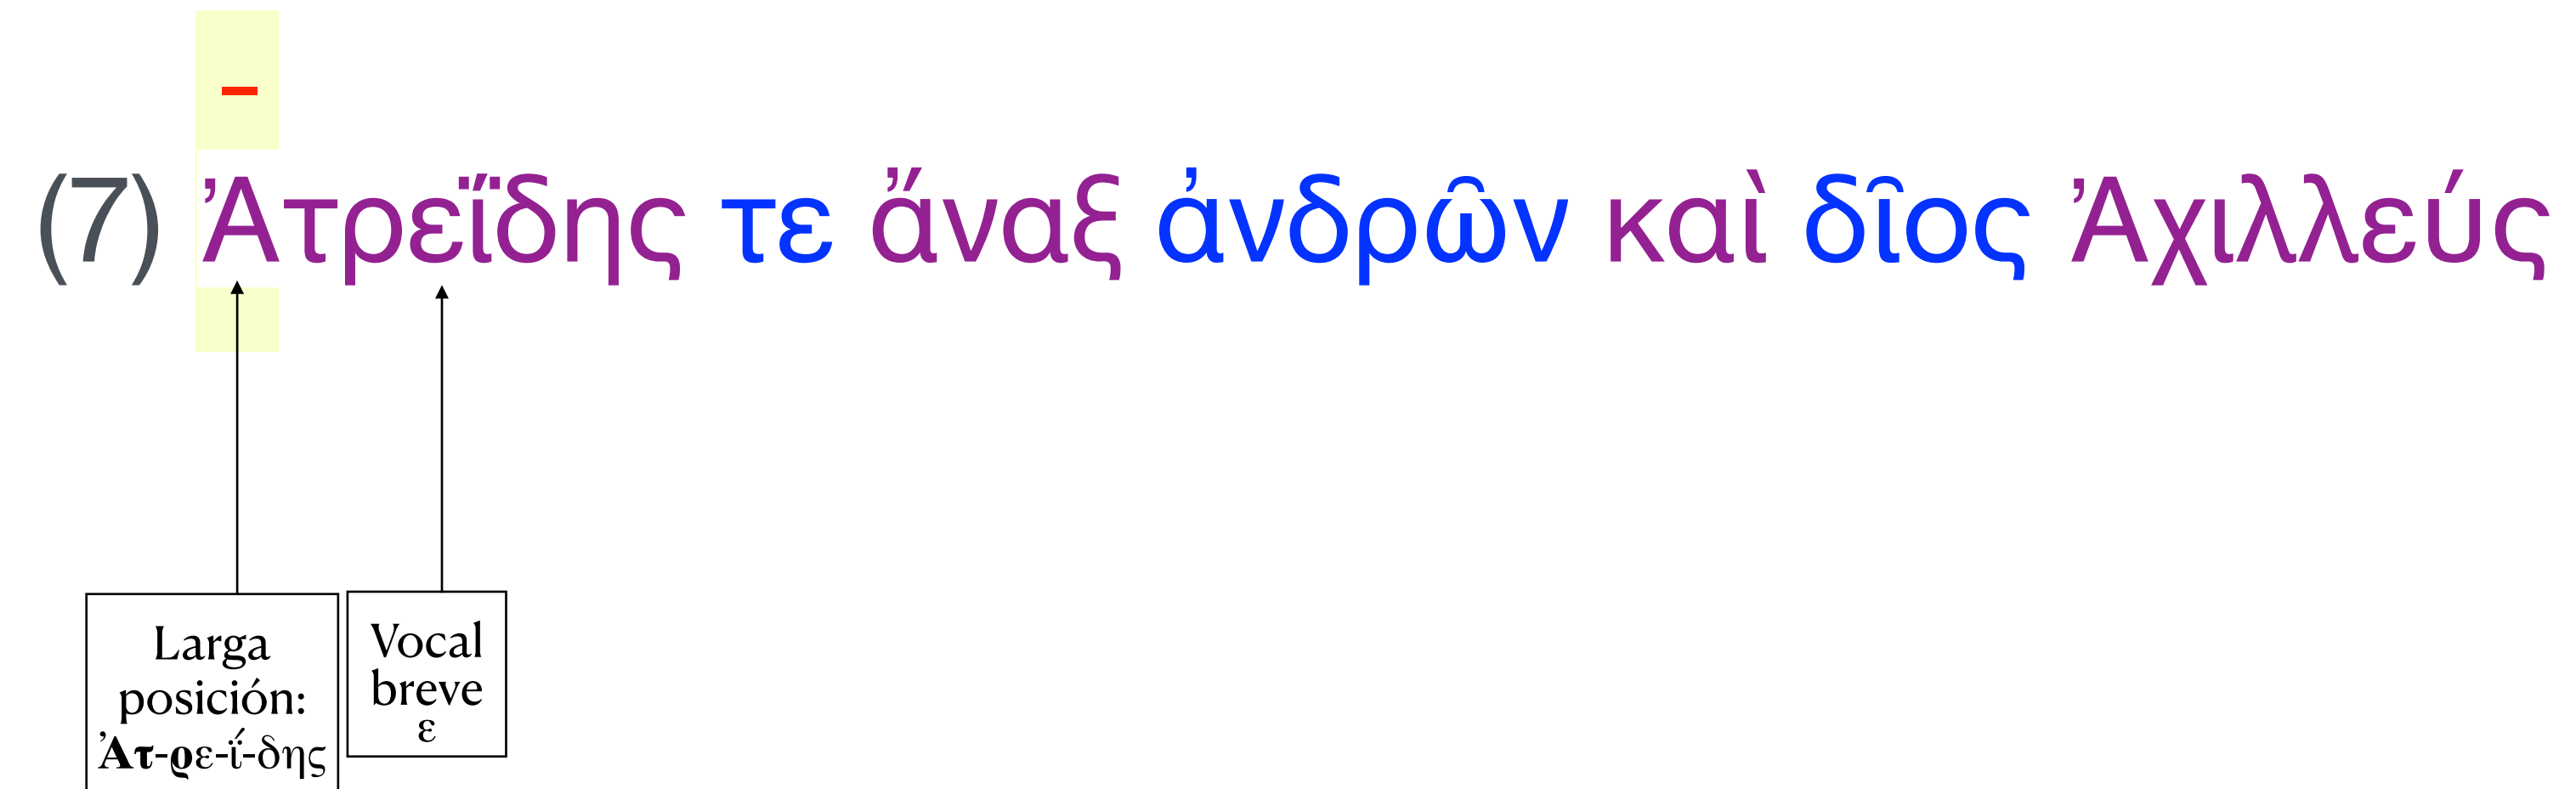 –
(7) Ἀτρεΐδης τε ἄναξ ἀνδρῶν καὶ δῖος Ἀχιλλεύς
Larga
posición:
Ἀτ-ρε-ΐ-δης
Vocal
breve
ε